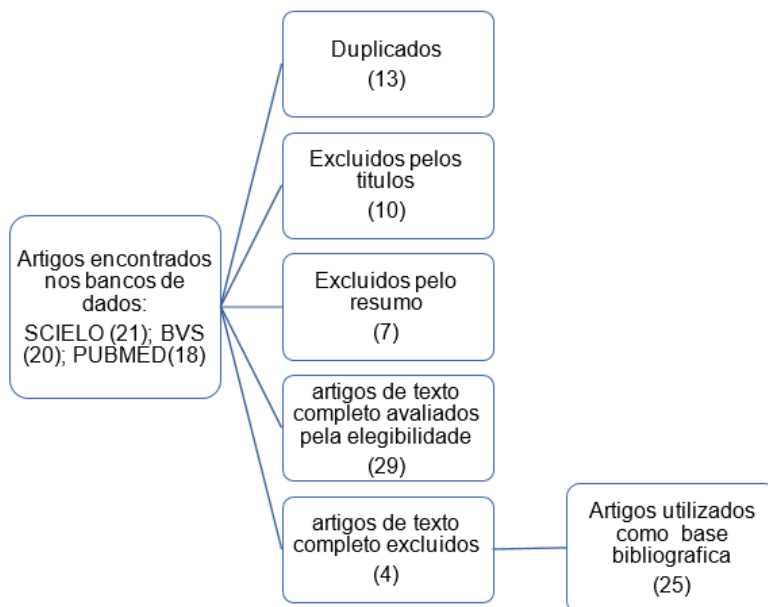 Artigos encontrados
nos bancos de
dados:
SCIELO (21); BVS
(20); PUBMED(18)
Duplicados
(13)
Excluidos pelos
titulos
(10)
Excluidos pelo
resumo
(7)
artigos de texto
completo avaliados
pela elegibilidade
(29)
artigos de texto
completo excluidos
(4)
Artigos utilizados
como base
bibliografica
(25)